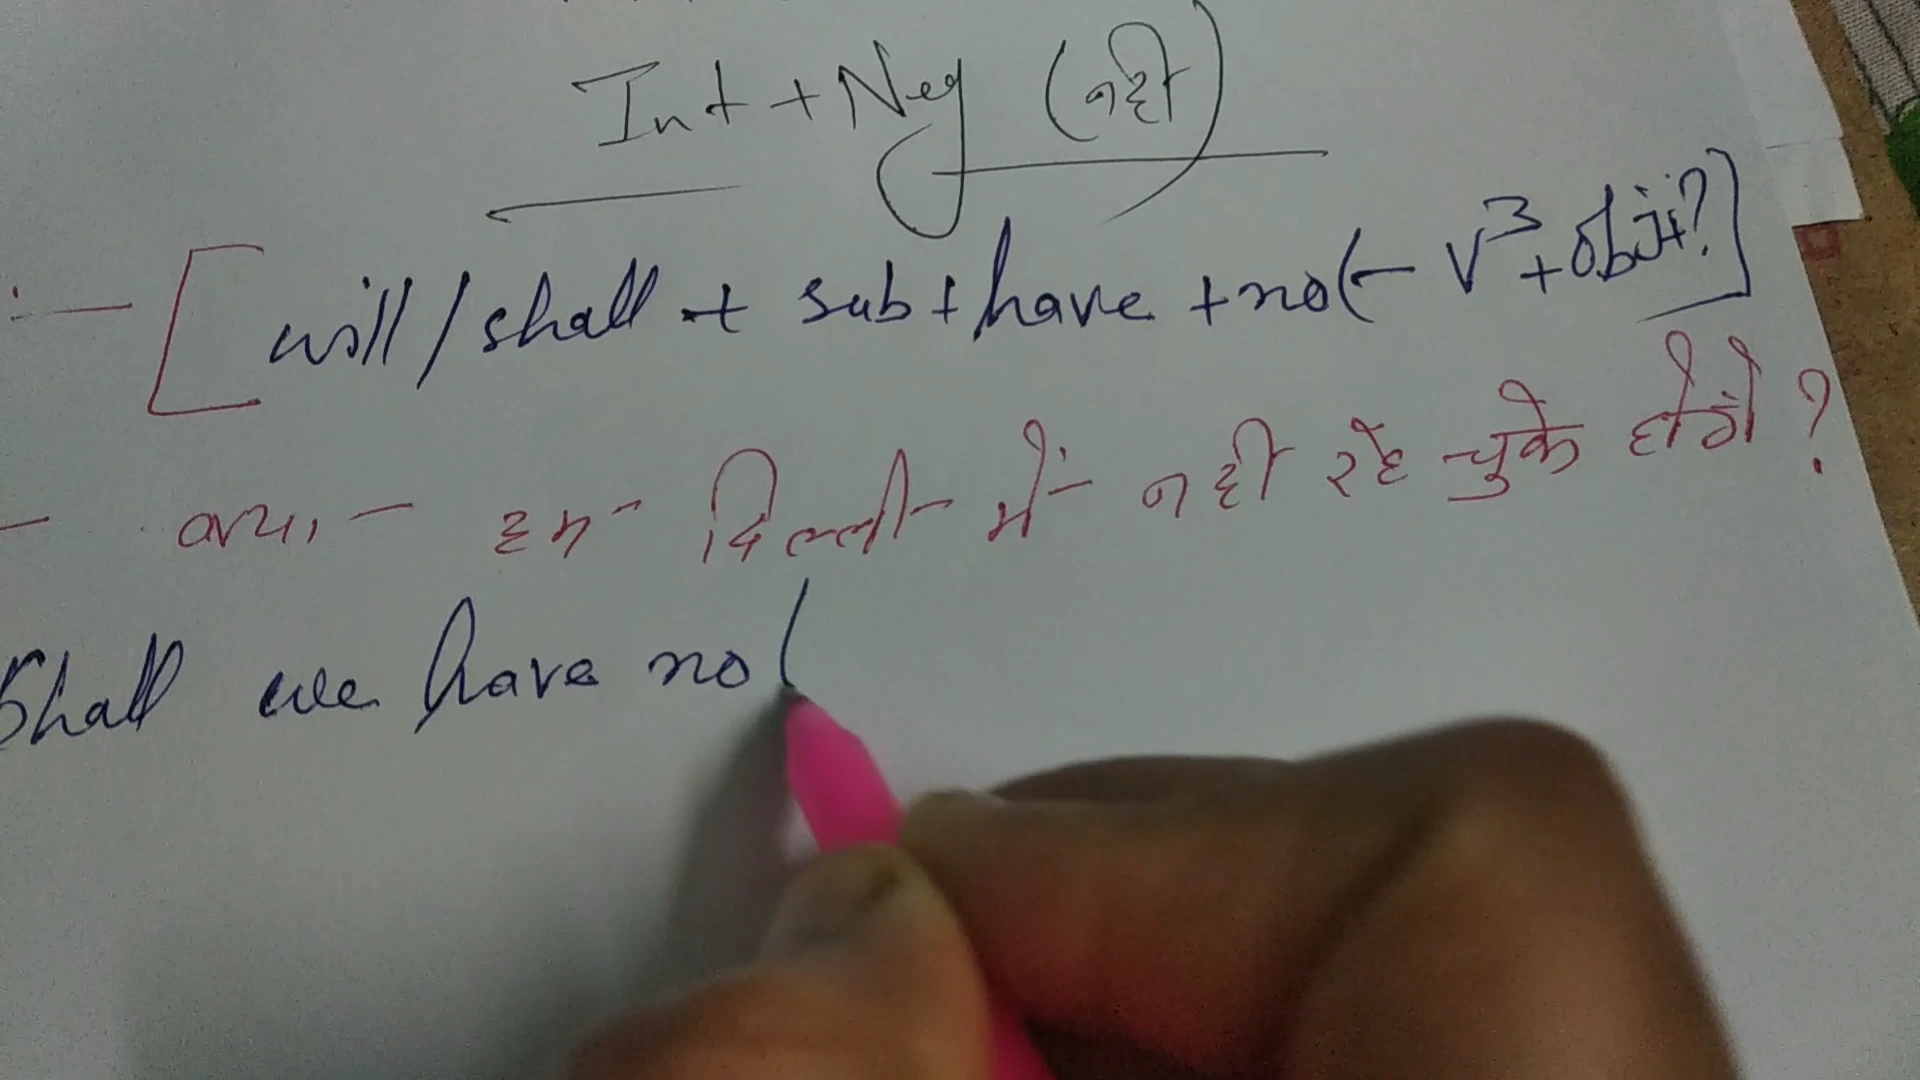 Int + Neg (नही)
:- [will/shall + sub + have + not - V3 + Obj?]
- क्या - हम - दिल्ली - में - नही रहे चुके होगें ?
Shall we have not